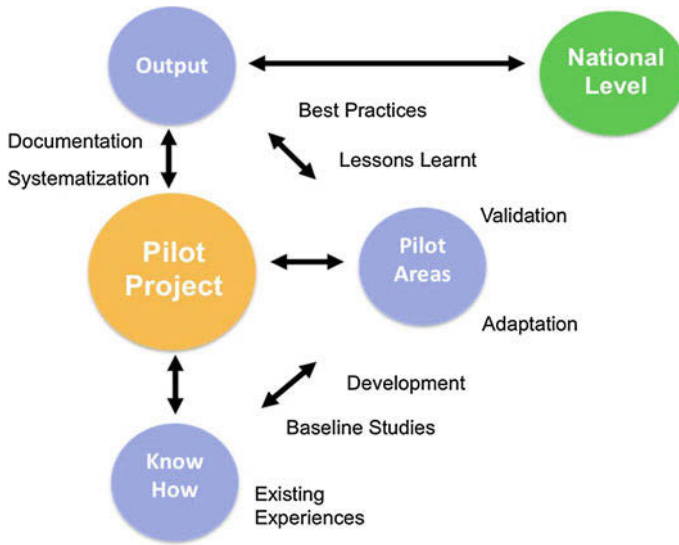 Output
National
Level
Best Practices
Documentation
Lessons Learnt
Systematization
Validation
Pilot
Project
Pilot
Areas
Adaptation
Development
Baseline Studies
Know
How
Existing
Experiences